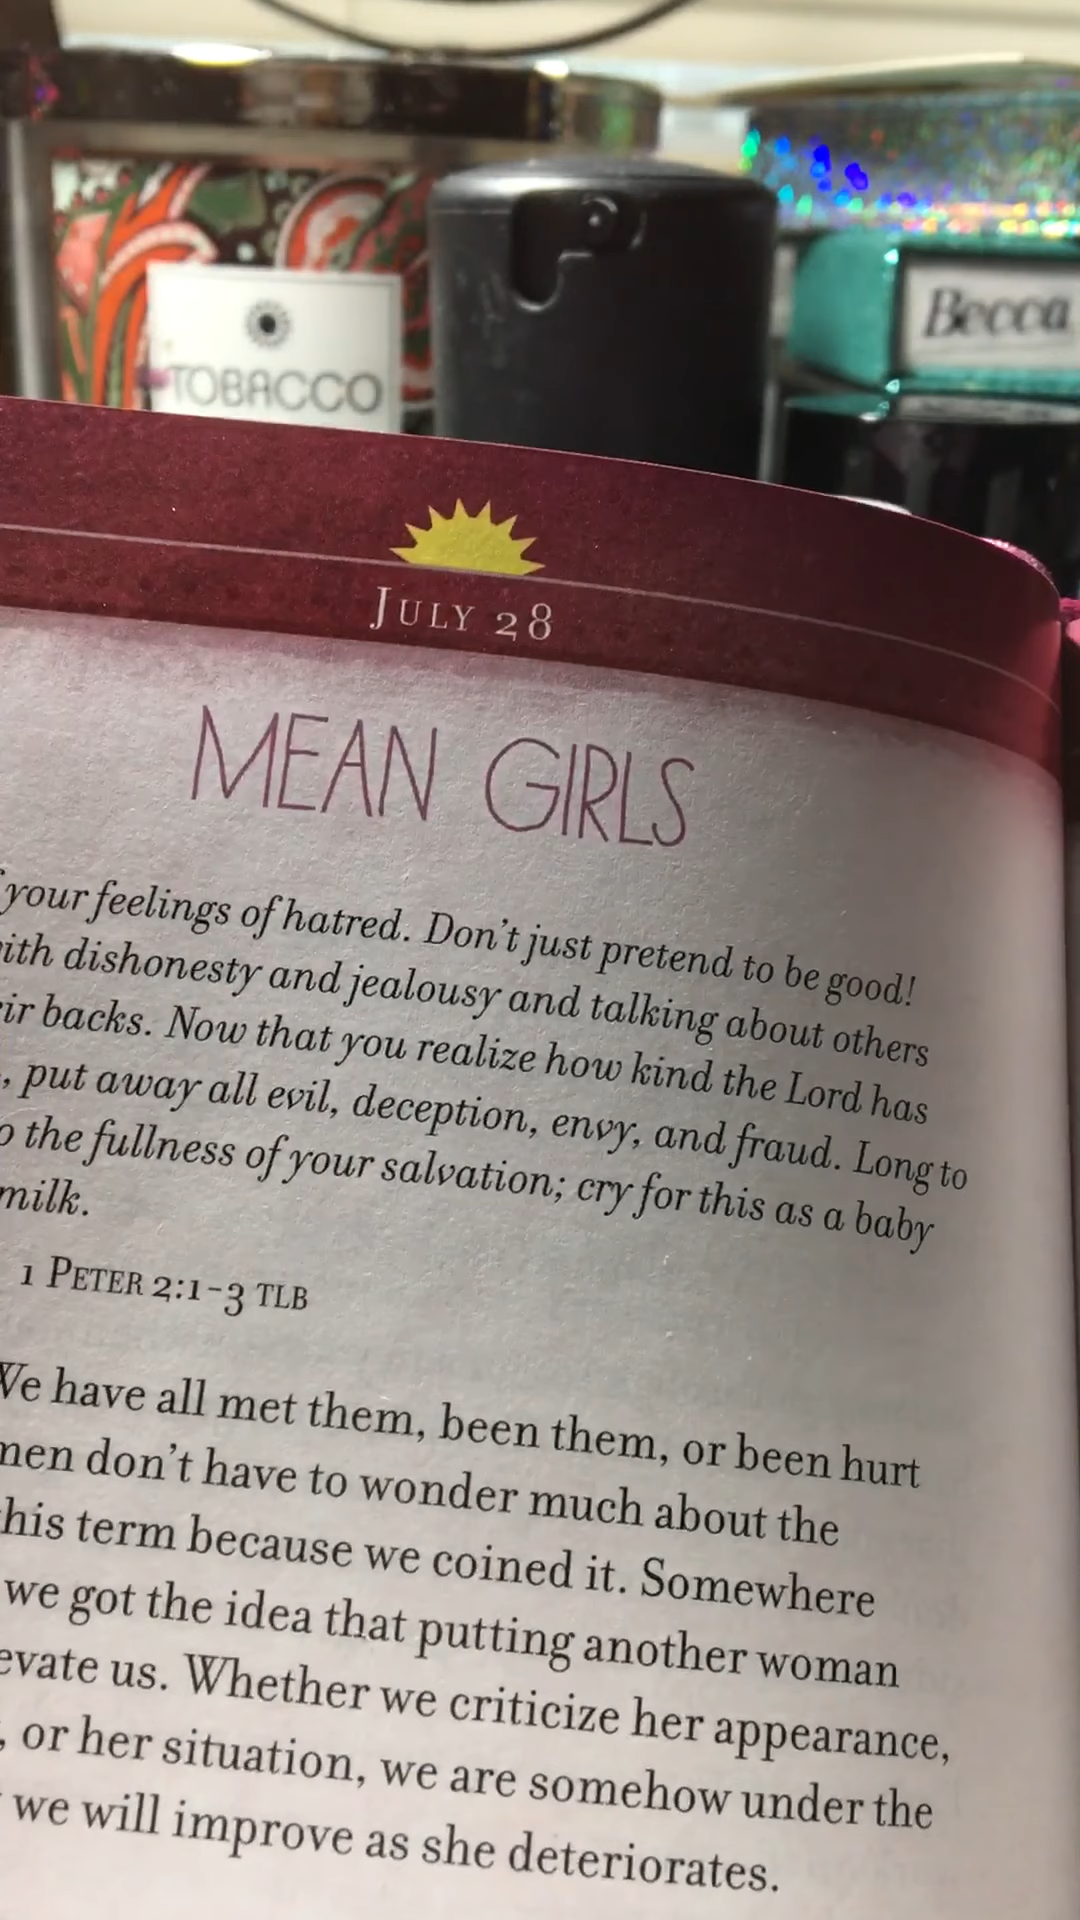 TOBACCO
Becca
JULY 28
MEAN GIRLS
your feelings of hatred. Don't just pretend to be good!
dishonesty and jealousy and talking about others
backs. Now that you realize how kind the Lord has
, put away all evil, deception, envy, and fraud. Long to
the fullness of your salvation; cry for this as a baby
milk.
1 PETER 2:1-3 TLB
We have all met them, been them, or been hurt
don't have to wonder much about the
this term because we coined it. Somewhere
we got the idea that putting another woman
us. Whether we criticize her appearance,
, or her situation, we are somehow under the
we will improve as she deteriorates.